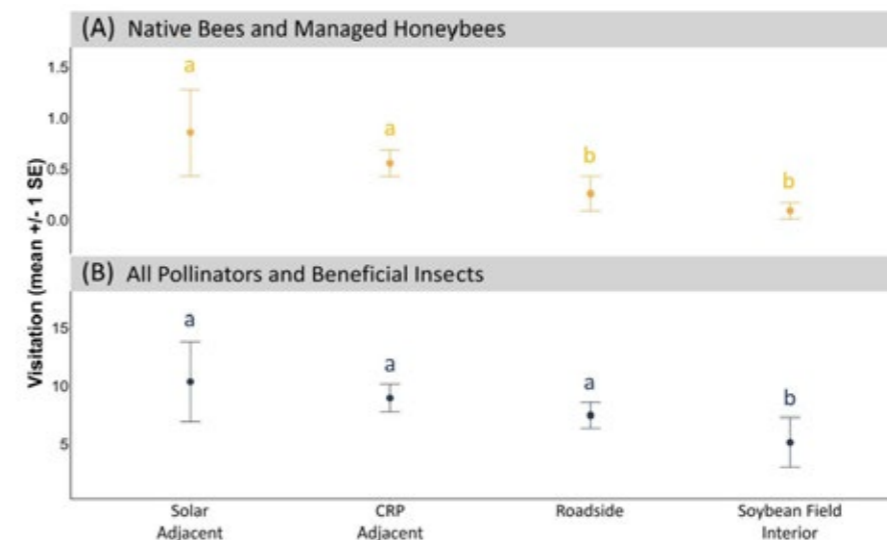 (A) Native Bees and Managed Honeybees
1.5
1.0
0.5
0.0
a
a
b
b
Visitation (mean +/- 1 SE)
(B) All Pollinators and Beneficial Insects
15
10
5
a
a
a
b
Solar
Adjacent
CRP
Adjacent
Roadside
Soybean Field
Interior